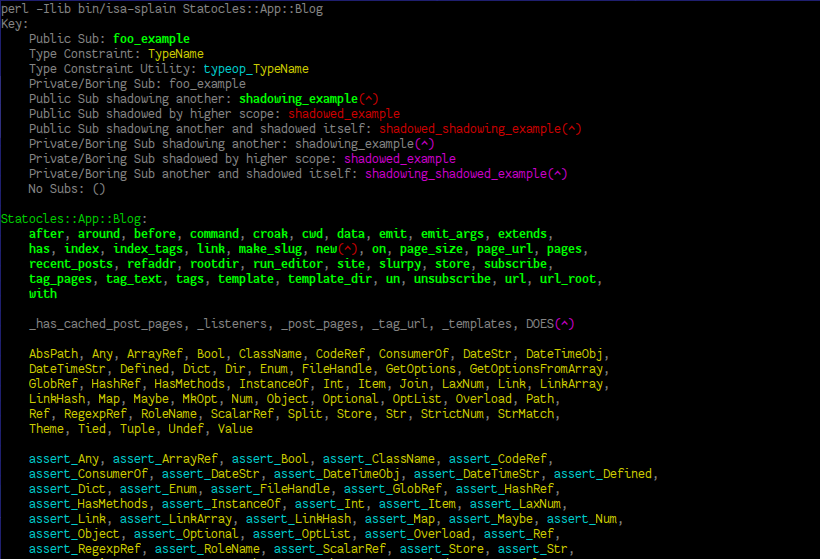 perl -Ilib bin/isa-splain Statocles::App::Blog
Key:
Public Sub: foo_example
Type Constraint: TypeName
Type Constraint Utility: typeop_TypeName
Private/Boring Sub: foo_example
Public Sub shadowing another: shadowing_example(^)
Public Sub shadowed by higher scope: shadowed_example
Public Sub shadowing another and shadowed itself: shadowed_shadowing_example(^)
Private/Boring Sub shadowing another: shadowing_example(^)
Private/Boring Sub shadowed by higher scope: shadowed_example
Private/Boring Sub another and shadowed itself: shadowing_shadowed_example(^)
No Subs: ()
Statocles::App::Blog:
after, around, before, command, croak, cwd, data, emit, emit_args, extends,
has, index, index_tags, link, make_slug, new(^), on, page_size, page_url, pages,
recent_posts, refaddr, rootdir, run_editor, site, slurpy, store, subscribe,
tag_pages, tag_text, tags, template, template_dir, un, unsubscribe, url, url_root,
with
_has_cached_post_pages, _listeners, _post_pages, _tag_url, _templates, DOES(^)
AbsPath, Any, ArrayRef, Bool, ClassName, CodeRef, ConsumerOf, DateStr, DateTimeObj,
DateTimeStr, Defined, Dict, Dir, Enum, FileHandle, GetOptions, GetOptionsFromArray,
GlobRef, HashRef, HasMethods, InstanceOf, Int, Item, Join, LaxNum, Link, LinkArray,
LinkHash, Map, Maybe, MkOpt, Num, Object, Optional, OptList, Overload, Path,
Ref, RegexpRef, RoleName, ScalarRef, Split, Store, Str, StrictNum, StrMatch,
Theme, Tied, Tuple, Undef, Value
assert_Any, assert_ArrayRef, assert_Bool, assert_ClassName, assert_CodeRef,
assert_ConsumerOf, assert_DateStr, assert_DateTimeObj, assert_DateTimeStr, assert_Defined,
assert_Dict, assert_Enum, assert_FileHandle, assert_GlobRef, assert_HashRef,
assert_HasMethods, assert_InstanceOf, assert_Int, assert_Item, assert_LaxNum,
assert_Link, assert_LinkArray, assert_LinkHash, assert_Map, assert_Maybe, assert_Num,
assert_Object, assert_Optional, assert_OptList, assert_Overload, assert_Ref,
assert_RegexpRef, assert_RoleName, assert_ScalarRef, assert_Store, assert_Str,